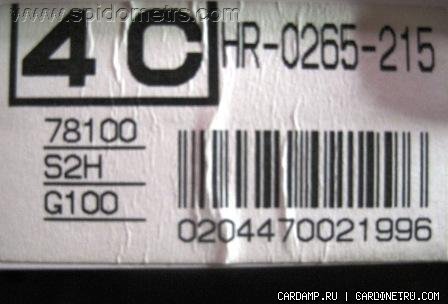 www.spidometrs.com
4C HR-0265-215
78100
S2H
G100
0204470021996
CARDAMP.RU | CARDINETRU.COM